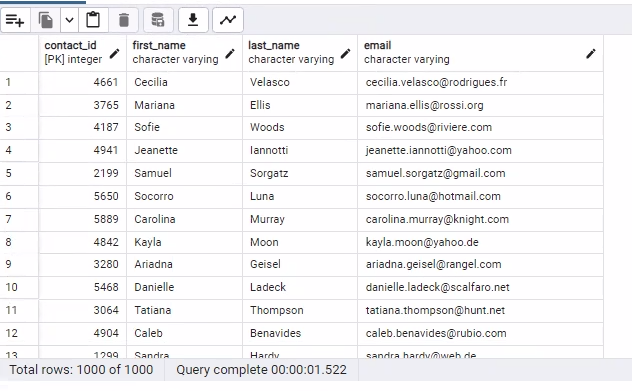 contact_id first_name last_name email
[PK] integer character varying character varying character varying
1 4661 Cecilia Velasco cecilia.velasco@rodrigues.fr
2 3765 Mariana Ellis mariana.ellis@rossi.org
3 4187 Sofie Woods sofie.woods@riviere.com
4 4941 Jeanette Iannotti jeanette.iannotti@yahoo.com
5 2199 Samuel Sorgatz samuel.sorgatz@gmail.com
6 5650 Socorro Luna socorro.luna@hotmail.com
7 5889 Carolina Murray carolina.murray@knight.com
8 4842 Kayla Moon kayla.moon@yahoo.de
9 3280 Ariadna Geisel ariadna.geisel@rangel.com
10 5468 Danielle Ladeck danielle.ladeck@scalfaro.net
11 3064 Tatiana Thompson tatiana.thompson@hunt.net
12 4904 Caleb Benavides caleb.benavides@rubio.com
13 1299 Sandra Hardy sandra.hardy@web.de
Total rows: 1000 of 1000 Query complete 00:00:01.522